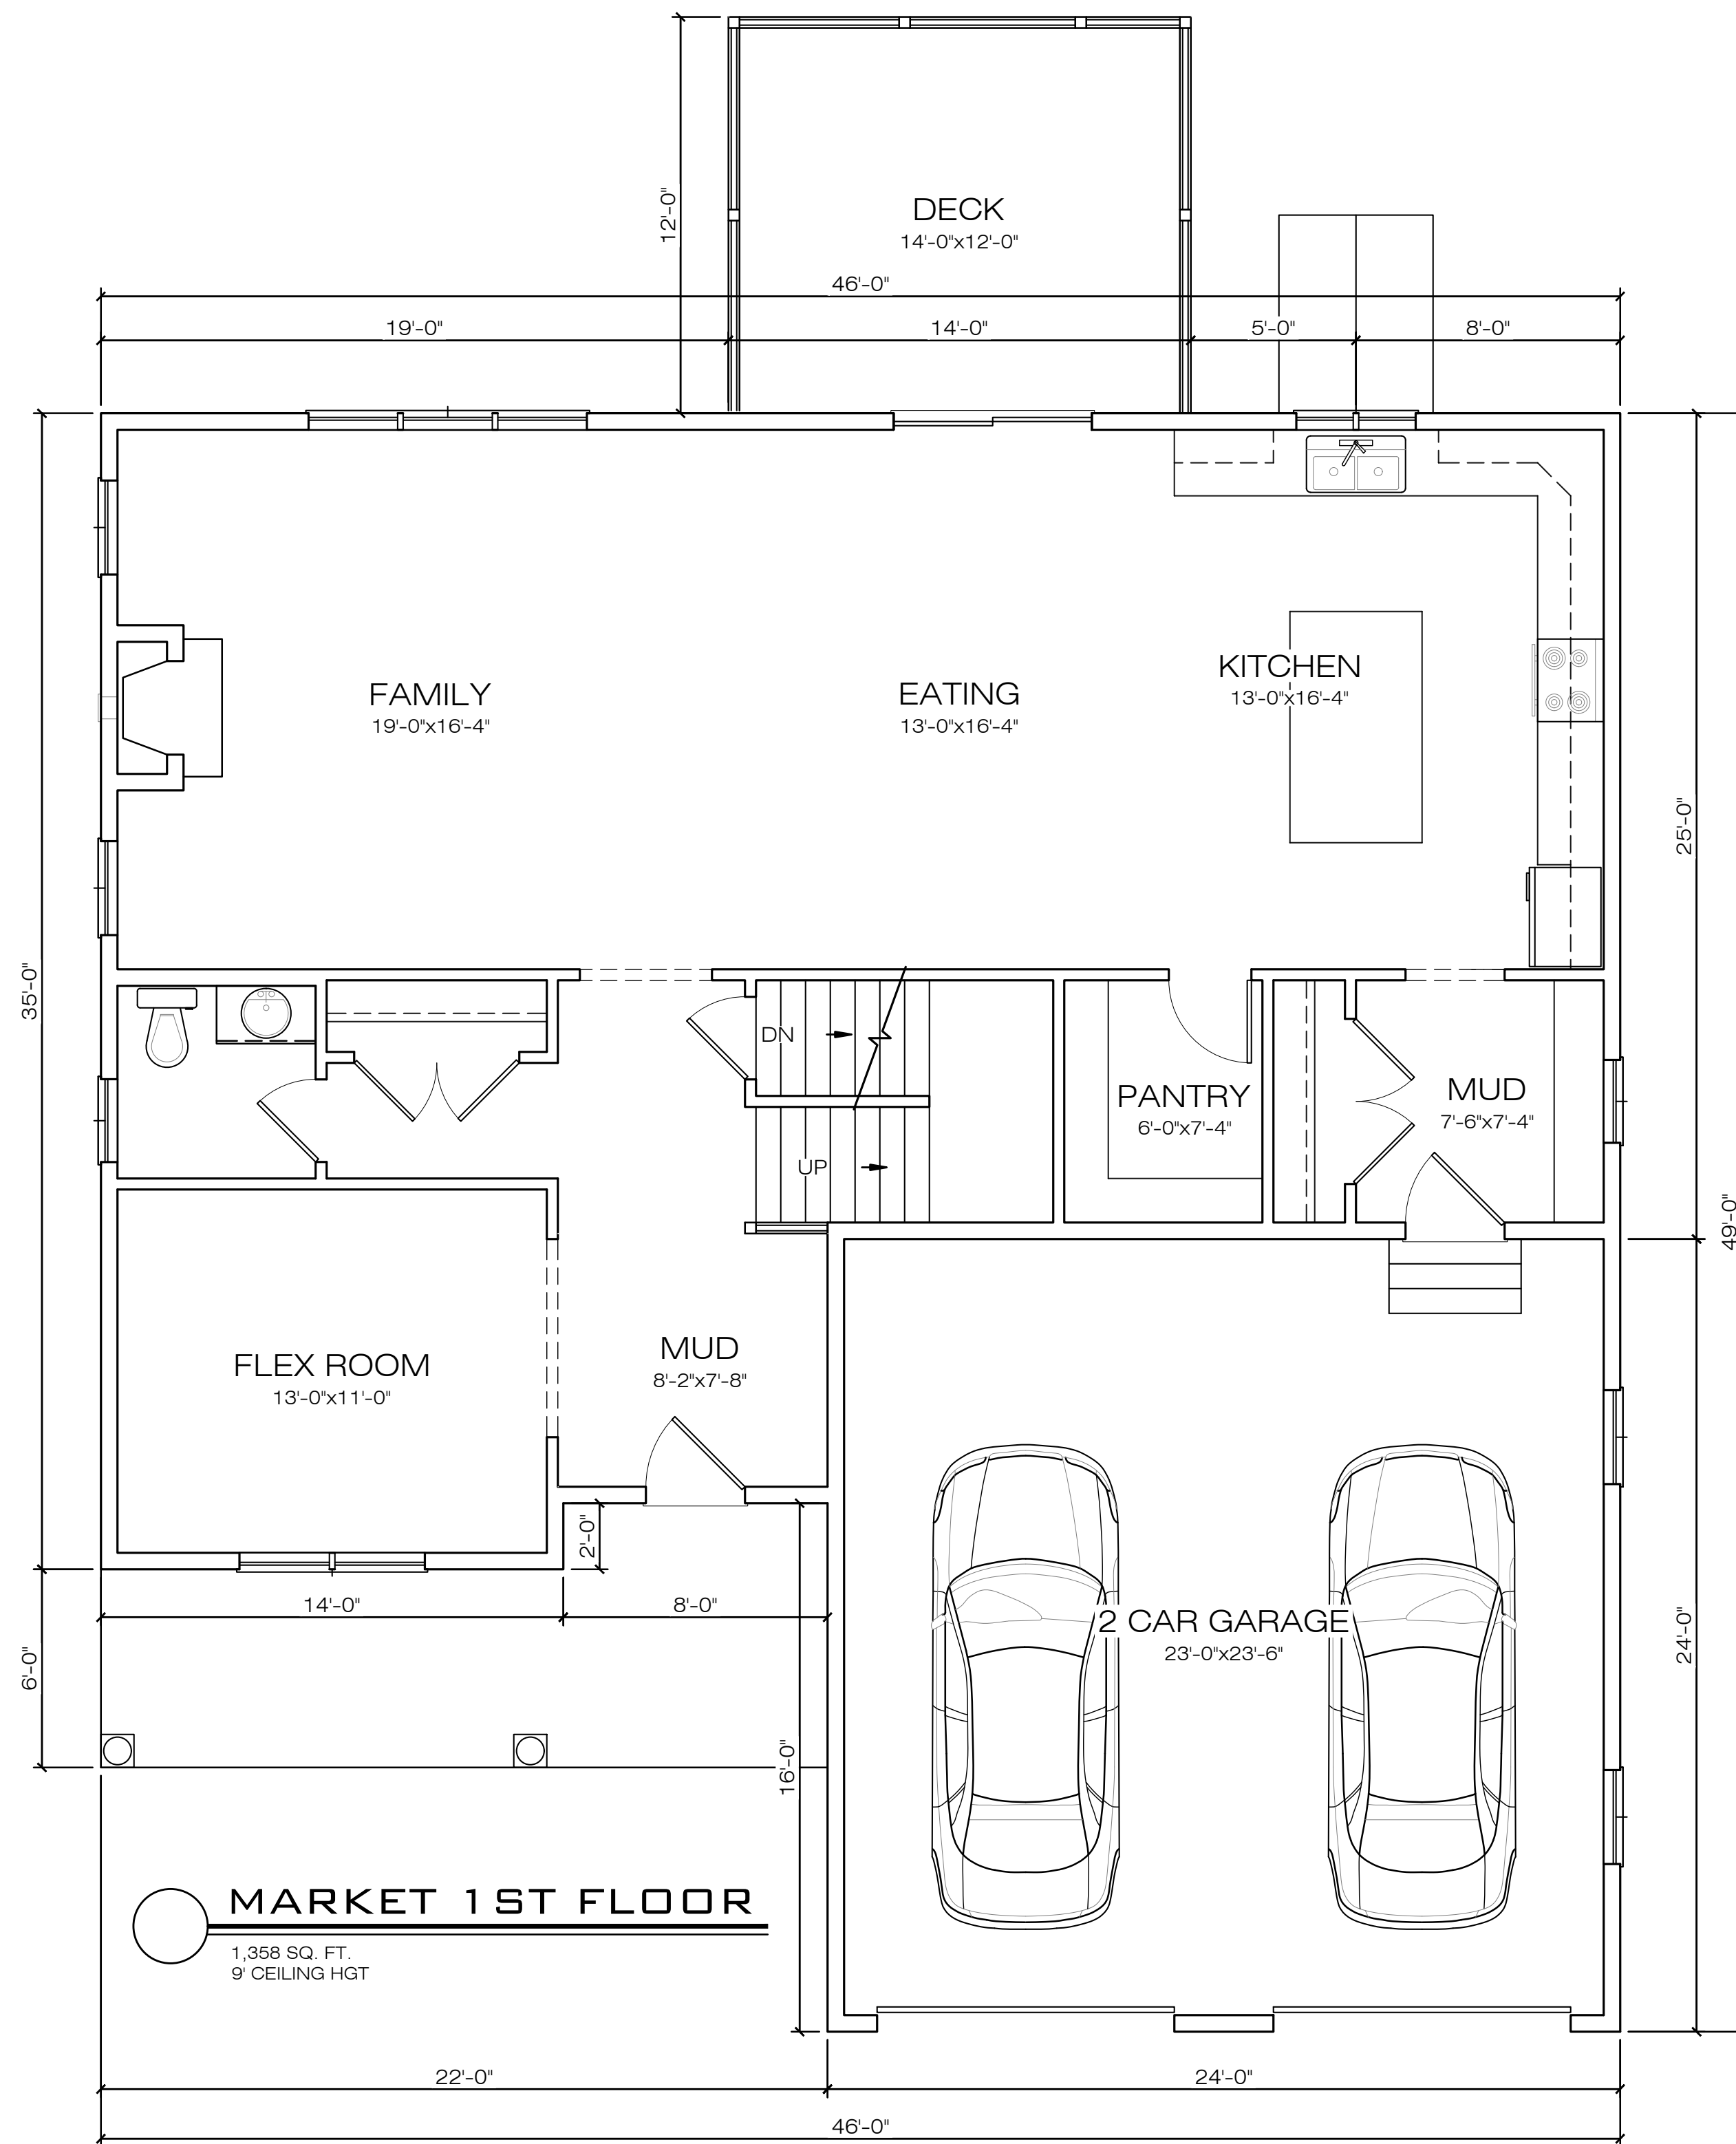 12'-0"
DECK
14'-0"x12'-0"
46'-0"
19'-0"
14'-0"
5'-0"
8'-0"
KITCHEN
13'-0"x16'-4"
FAMILY
19'-0"x16'-4"
EATING
13'-0"x16'-4"
25'-0"
35'-0"
DN
PANTRY
6'-0"x7'-4"
MUD
7'-6"x7'-4"
UP
49'-0"
FLEX ROOM
13'-0"x11'-0"
MUD
8'-2"x7'-8"
2'-0"
14'-0"
8'-0"
2 CAR GARAGE
23'-0"x23'-6"
24'-0"
6'-0"
16'-0"
MARKET 1ST FLOOR
1,358 SQ. FT.
9' CEILING HGT
22'-0"
24'-0"
46'-0"